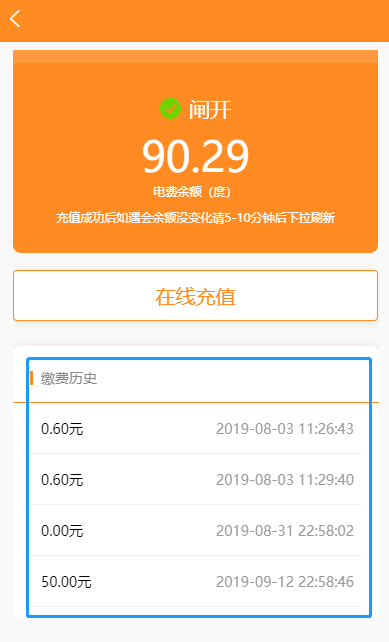 闸开
90.29
电费余额（度）
充值成功后如遇会余额没变化请5-10分钟后下拉刷新
在线充值
缴费历史
0.60元 2019-08-03 11:26:43
0.60元 2019-08-03 11:29:40
0.00元 2019-08-31 22:58:02
50.00元 2019-09-12 22:58:46